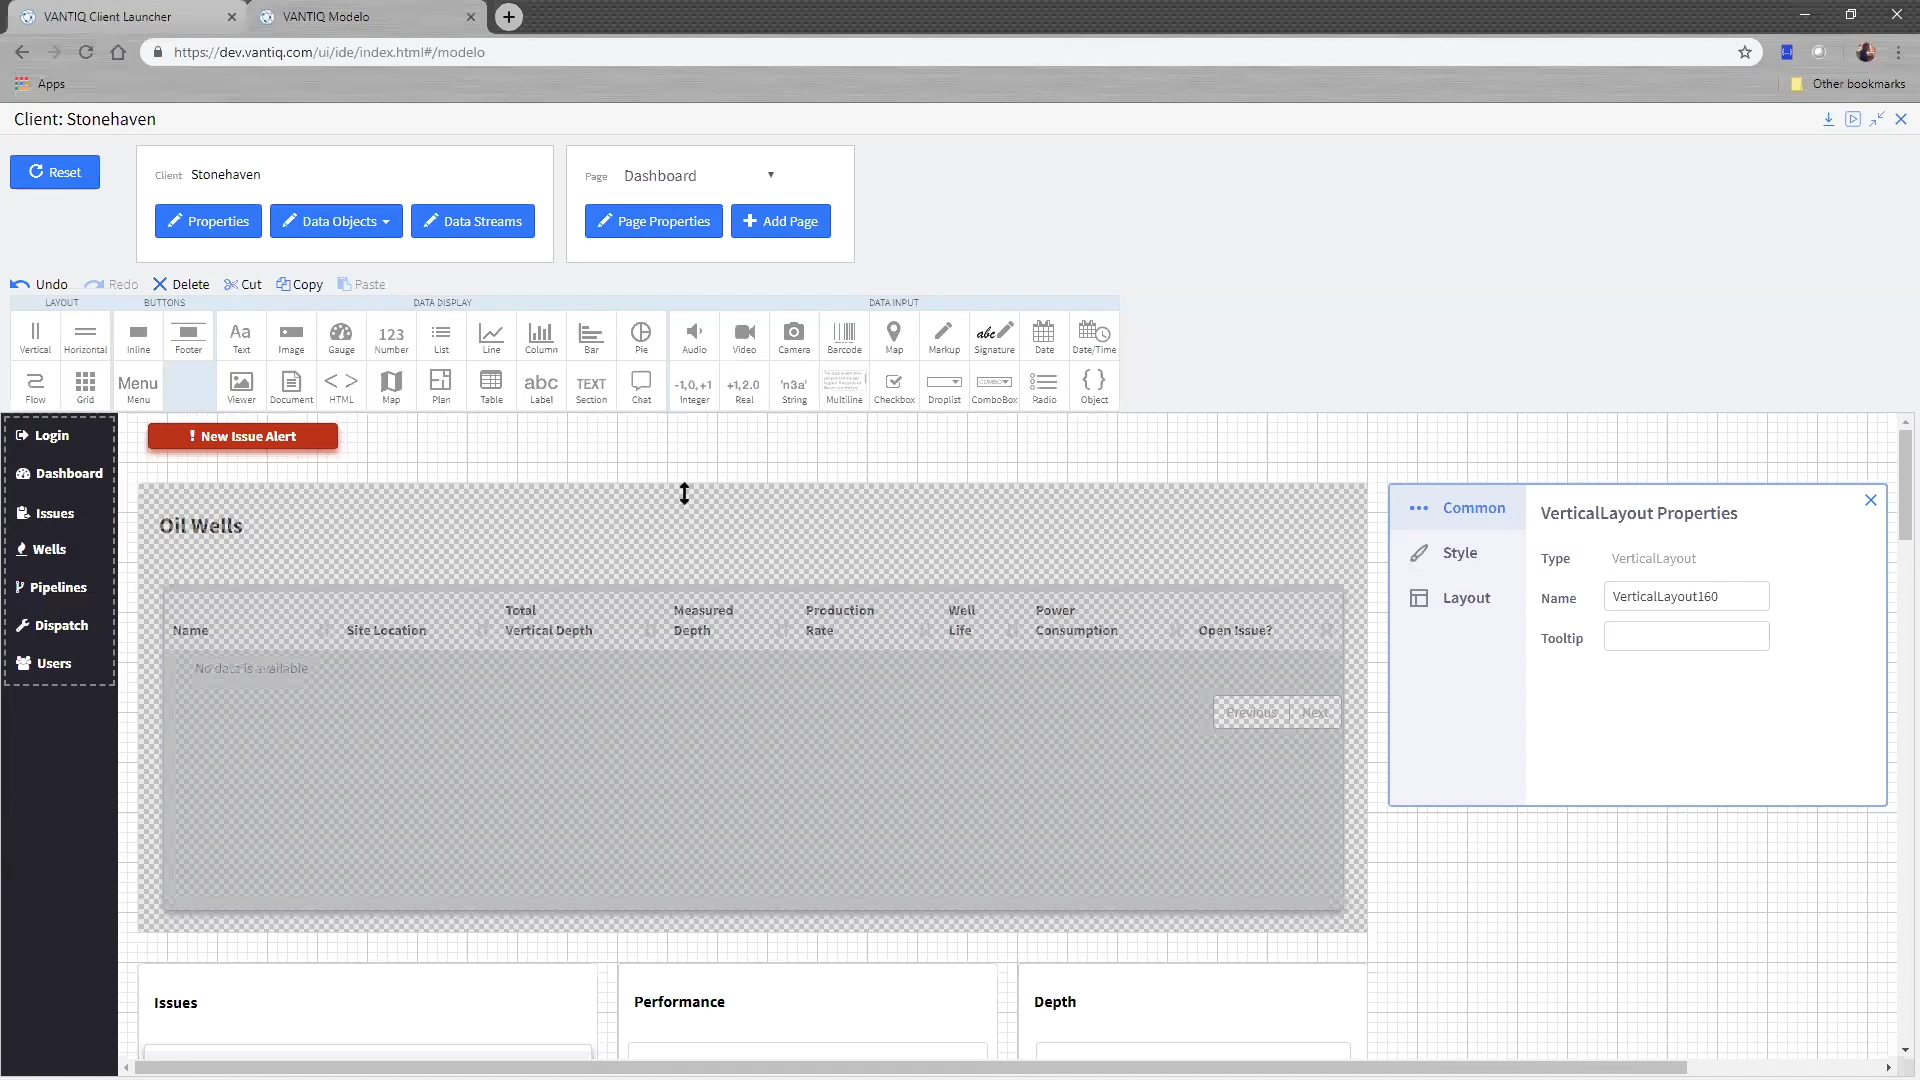 VANTIQ Client Launcher
VANTIQ Modelo
https://dev.vantiq.com/ui/ide/index.html#/modelo
Apps
Other bookmarks
Client: Stonehaven
Reset
Client Stonehaven
Properties Data Objects Data Streams
Page Dashboard
Page Properties Add Page
Undo Redo Delete Cut Copy Paste
LAYOUT BUTTONS DATA DISPLAY DATA INPUT
Aa 123 abc
Vertical Horizontal Inline Footer Text Image Gauge Number List Line Column Bar Pie Audio Video Camera Barcode Map Markup Signature Date Date/Time
Menu abc TEXT -1,0,+1 +1,2.0 'n3a' COMBO { }
Flow Grid Menu Viewer Document HTML Map Plan Table Label Section Chat Integer Real String Multiline Checkbox Droplist ComboBox Radio Object
Login
Dashboard
Issues
Wells
Pipelines
Dispatch
Users
! New Issue Alert
Oil Wells
Name Site Location Total Vertical Depth Measured Depth Production Rate Well Life Power Consumption Open Issue?
No data is available
Previous Next
Issues Performance Depth
Common
Style
Layout
VerticalLayout Properties
Type VerticalLayout
Name VerticalLayout160
Tooltip